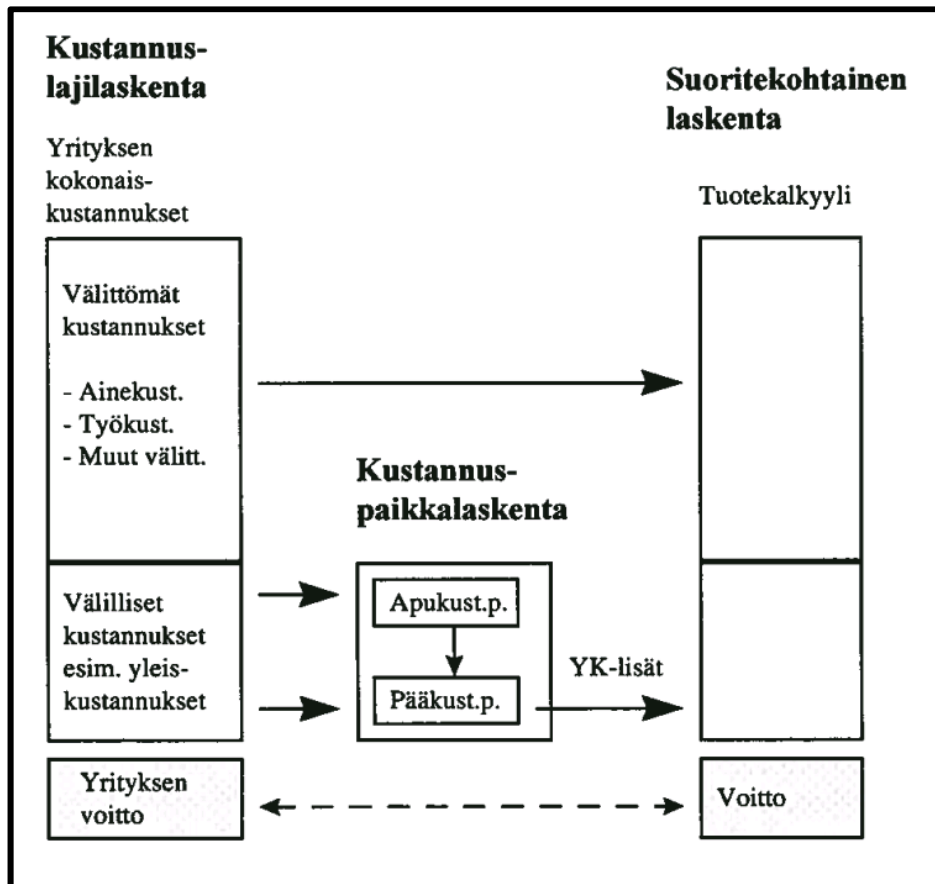 Kustannus-
lajilaskenta
Yrityksen
kokonais-
kustannukset
Välittömät
kustannukset
- Ainekust.
- Työkust.
- Muut välitt.
Välilliset
kustannukset
esim. yleis-
kustannukset
Yrityksen
voitto
Kustannus-
paikkalaskenta
Apukust.p.
Pääkust.p.
YK-lisät
Suoritekohtainen
laskenta
Tuotekalkyyli
Voitto